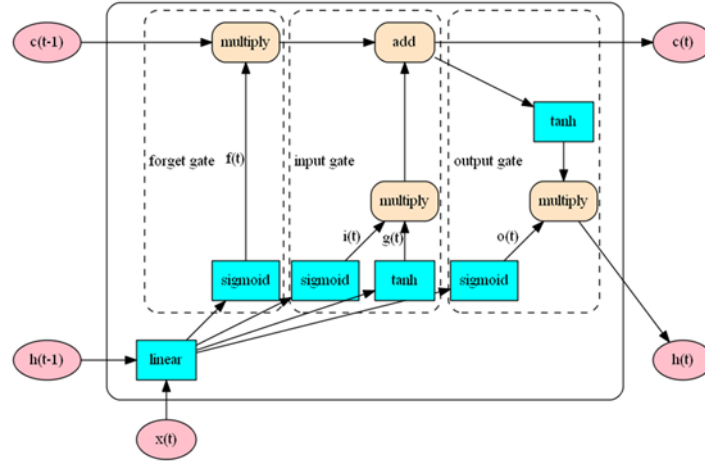 c(t-1)
multiply
add
c(t)
tanh
forget gate
f(t)
input gate
output gate
multiply
multiply
i(t)
g(t)
o(t)
sigmoid
sigmoid
tanh
sigmoid
h(t-1)
linear
h(t)
x(t)